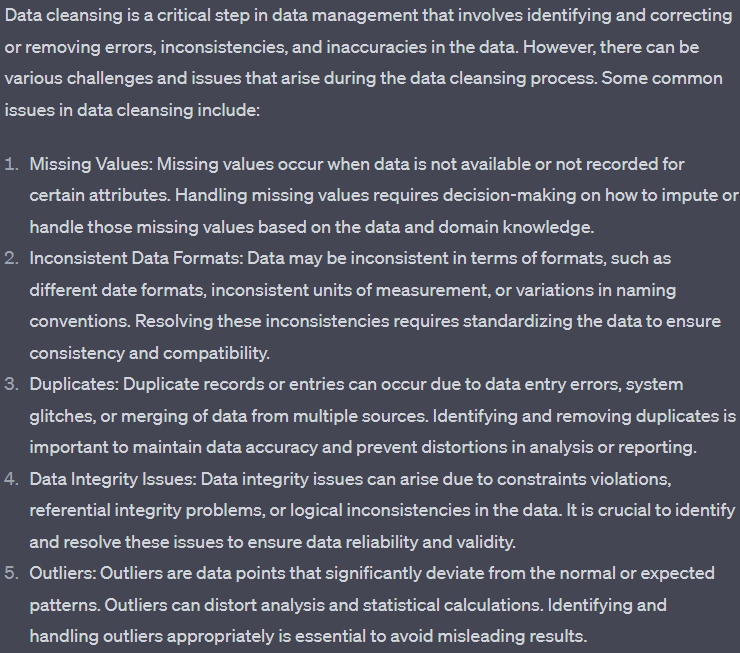 Data cleansing is a critical step in data management that involves identifying and correcting
or removing errors, inconsistencies, and inaccuracies in the data. However, there can be
various challenges and issues that arise during the data cleansing process. Some common
issues in data cleansing include:
1. Missing Values: Missing values occur when data is not available or not recorded for
certain attributes. Handling missing values requires decision-making on how to impute or
handle those missing values based on the data and domain knowledge.
2. Inconsistent Data Formats: Data may be inconsistent in terms of formats, such as
different date formats, inconsistent units of measurement, or variations in naming
conventions. Resolving these inconsistencies requires standardizing the data to ensure
consistency and compatibility.
3. Duplicates: Duplicate records or entries can occur due to data entry errors, system
glitches, or merging of data from multiple sources. Identifying and removing duplicates is
important to maintain data accuracy and prevent distortions in analysis or reporting.
4. Data Integrity Issues: Data integrity issues can arise due to constraints violations,
referential integrity problems, or logical inconsistencies in the data. It is crucial to identify
and resolve these issues to ensure data reliability and validity.
5. Outliers: Outliers are data points that significantly deviate from the normal or expected
patterns. Outliers can distort analysis and statistical calculations. Identifying and
handling outliers appropriately is essential to avoid misleading results.